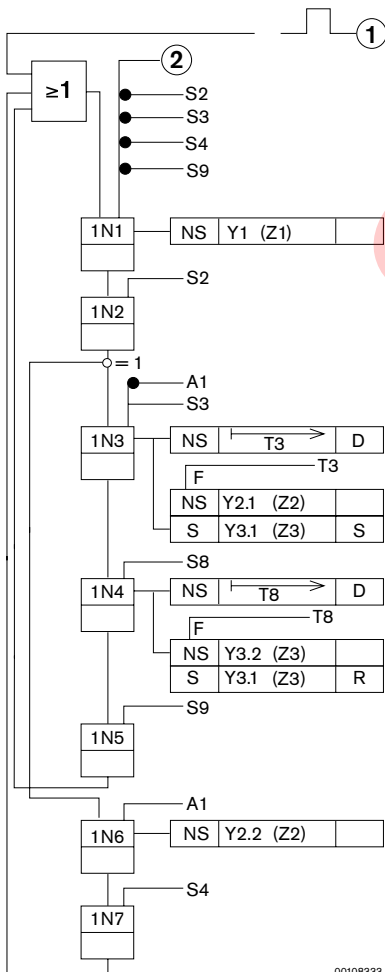 1
2
≥1
S2
S3
S4
S9
1N1 NS Y1 (Z1)
S2
1N2
= 1
A1
S3
1N3 NS T3 D
T3
F
NS Y2.1 (Z2)
S Y3.1 (Z3) S
S8
1N4 NS T8 D
T8
F
NS Y3.2 (Z3)
S Y3.1 (Z3) R
S9
1N5
A1
1N6 NS Y2.2 (Z2)
S4
1N7
00108333